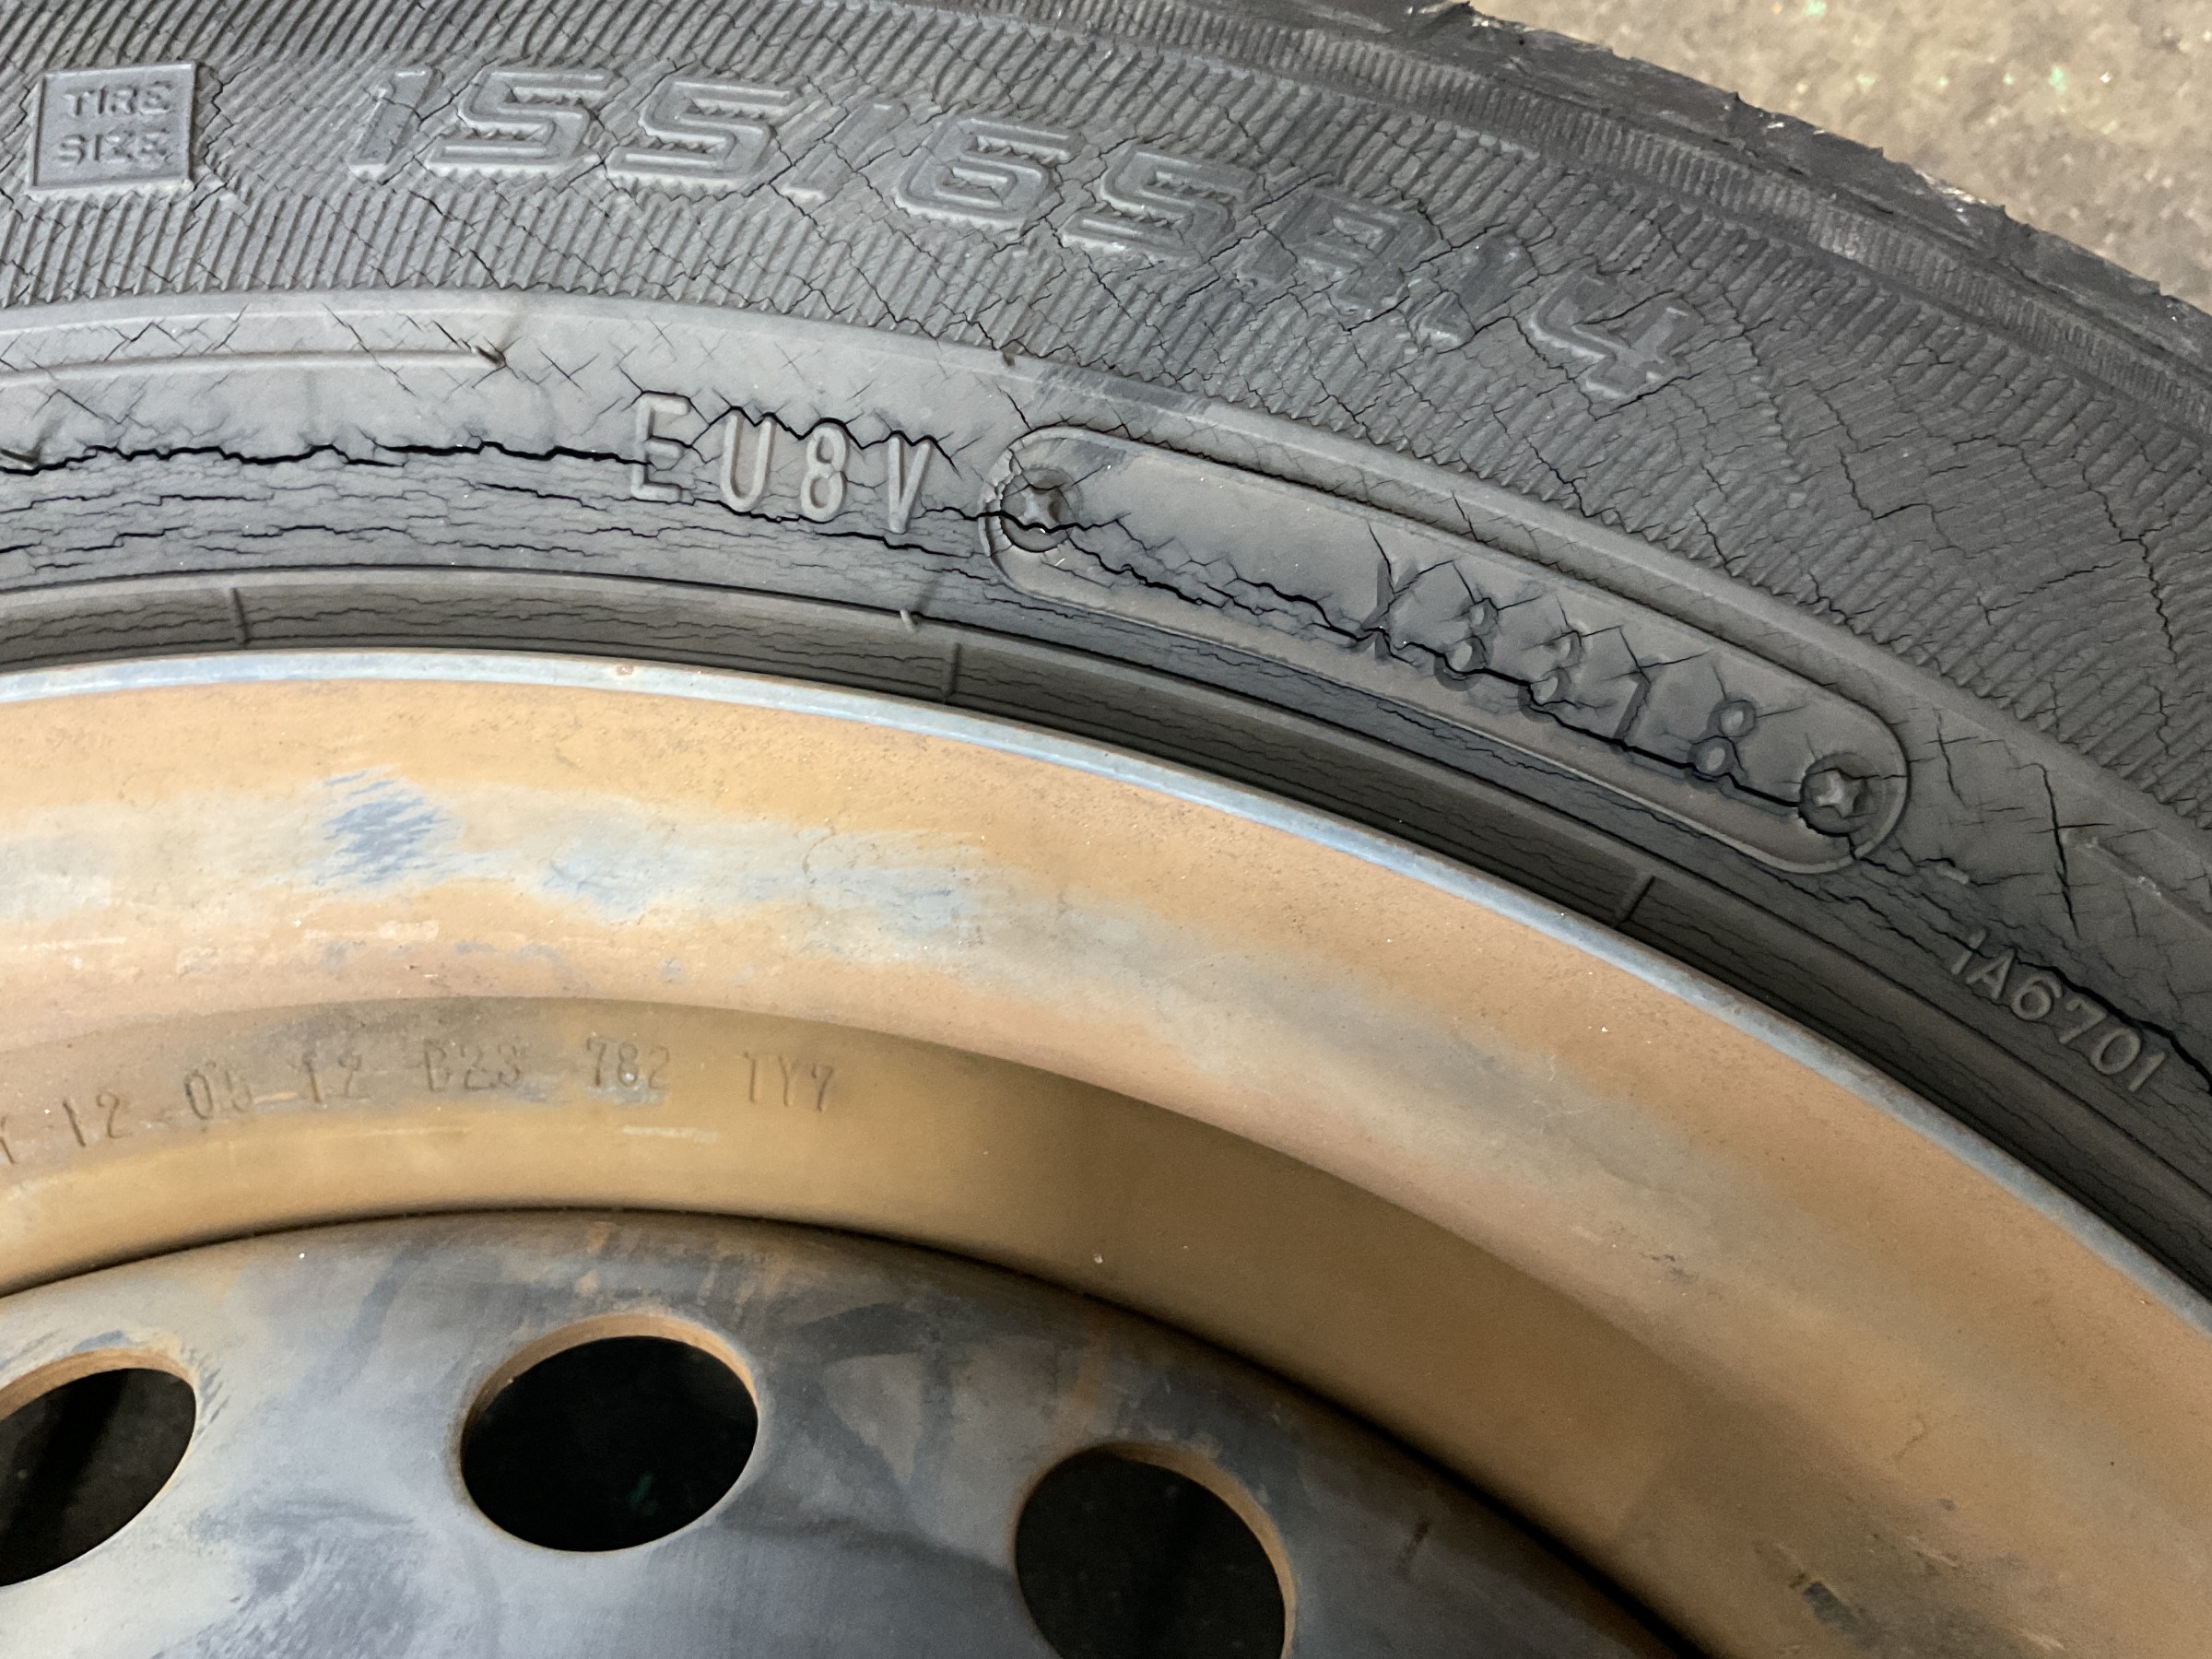 TIRE
SIZE
155/65R14
EU8V
X3318
1A6701
12 05 12 B23 782 TY7